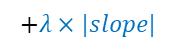 +λ × |slope|